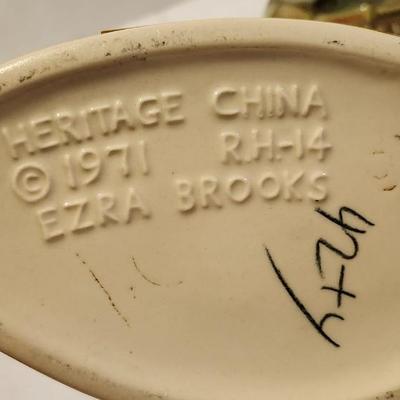 HERITAGE CHINA
© 1971 R.H-14
EZRA BROOKS